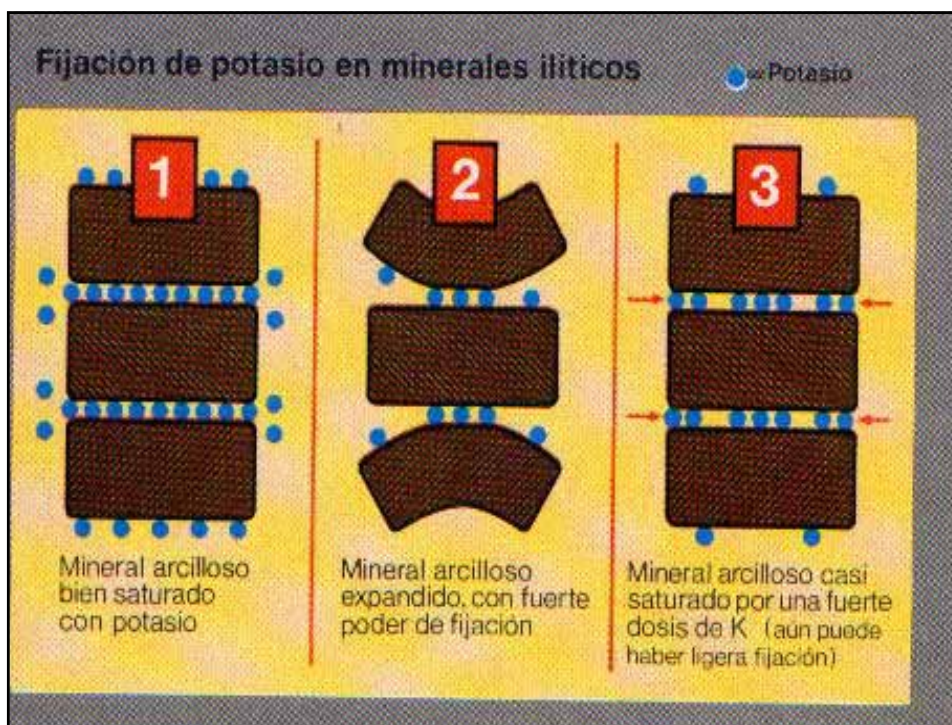 Fijación de potasio en minerales ilíticos
= Potasio
1
2
3
Mineral arcilloso
bien saturado
con potasio
Mineral arcilloso
expandido, con fuerte
poder de fijación
Mineral arcilloso casi
saturado por una fuerte
dosis de K (aún puede
haber ligera fijación)